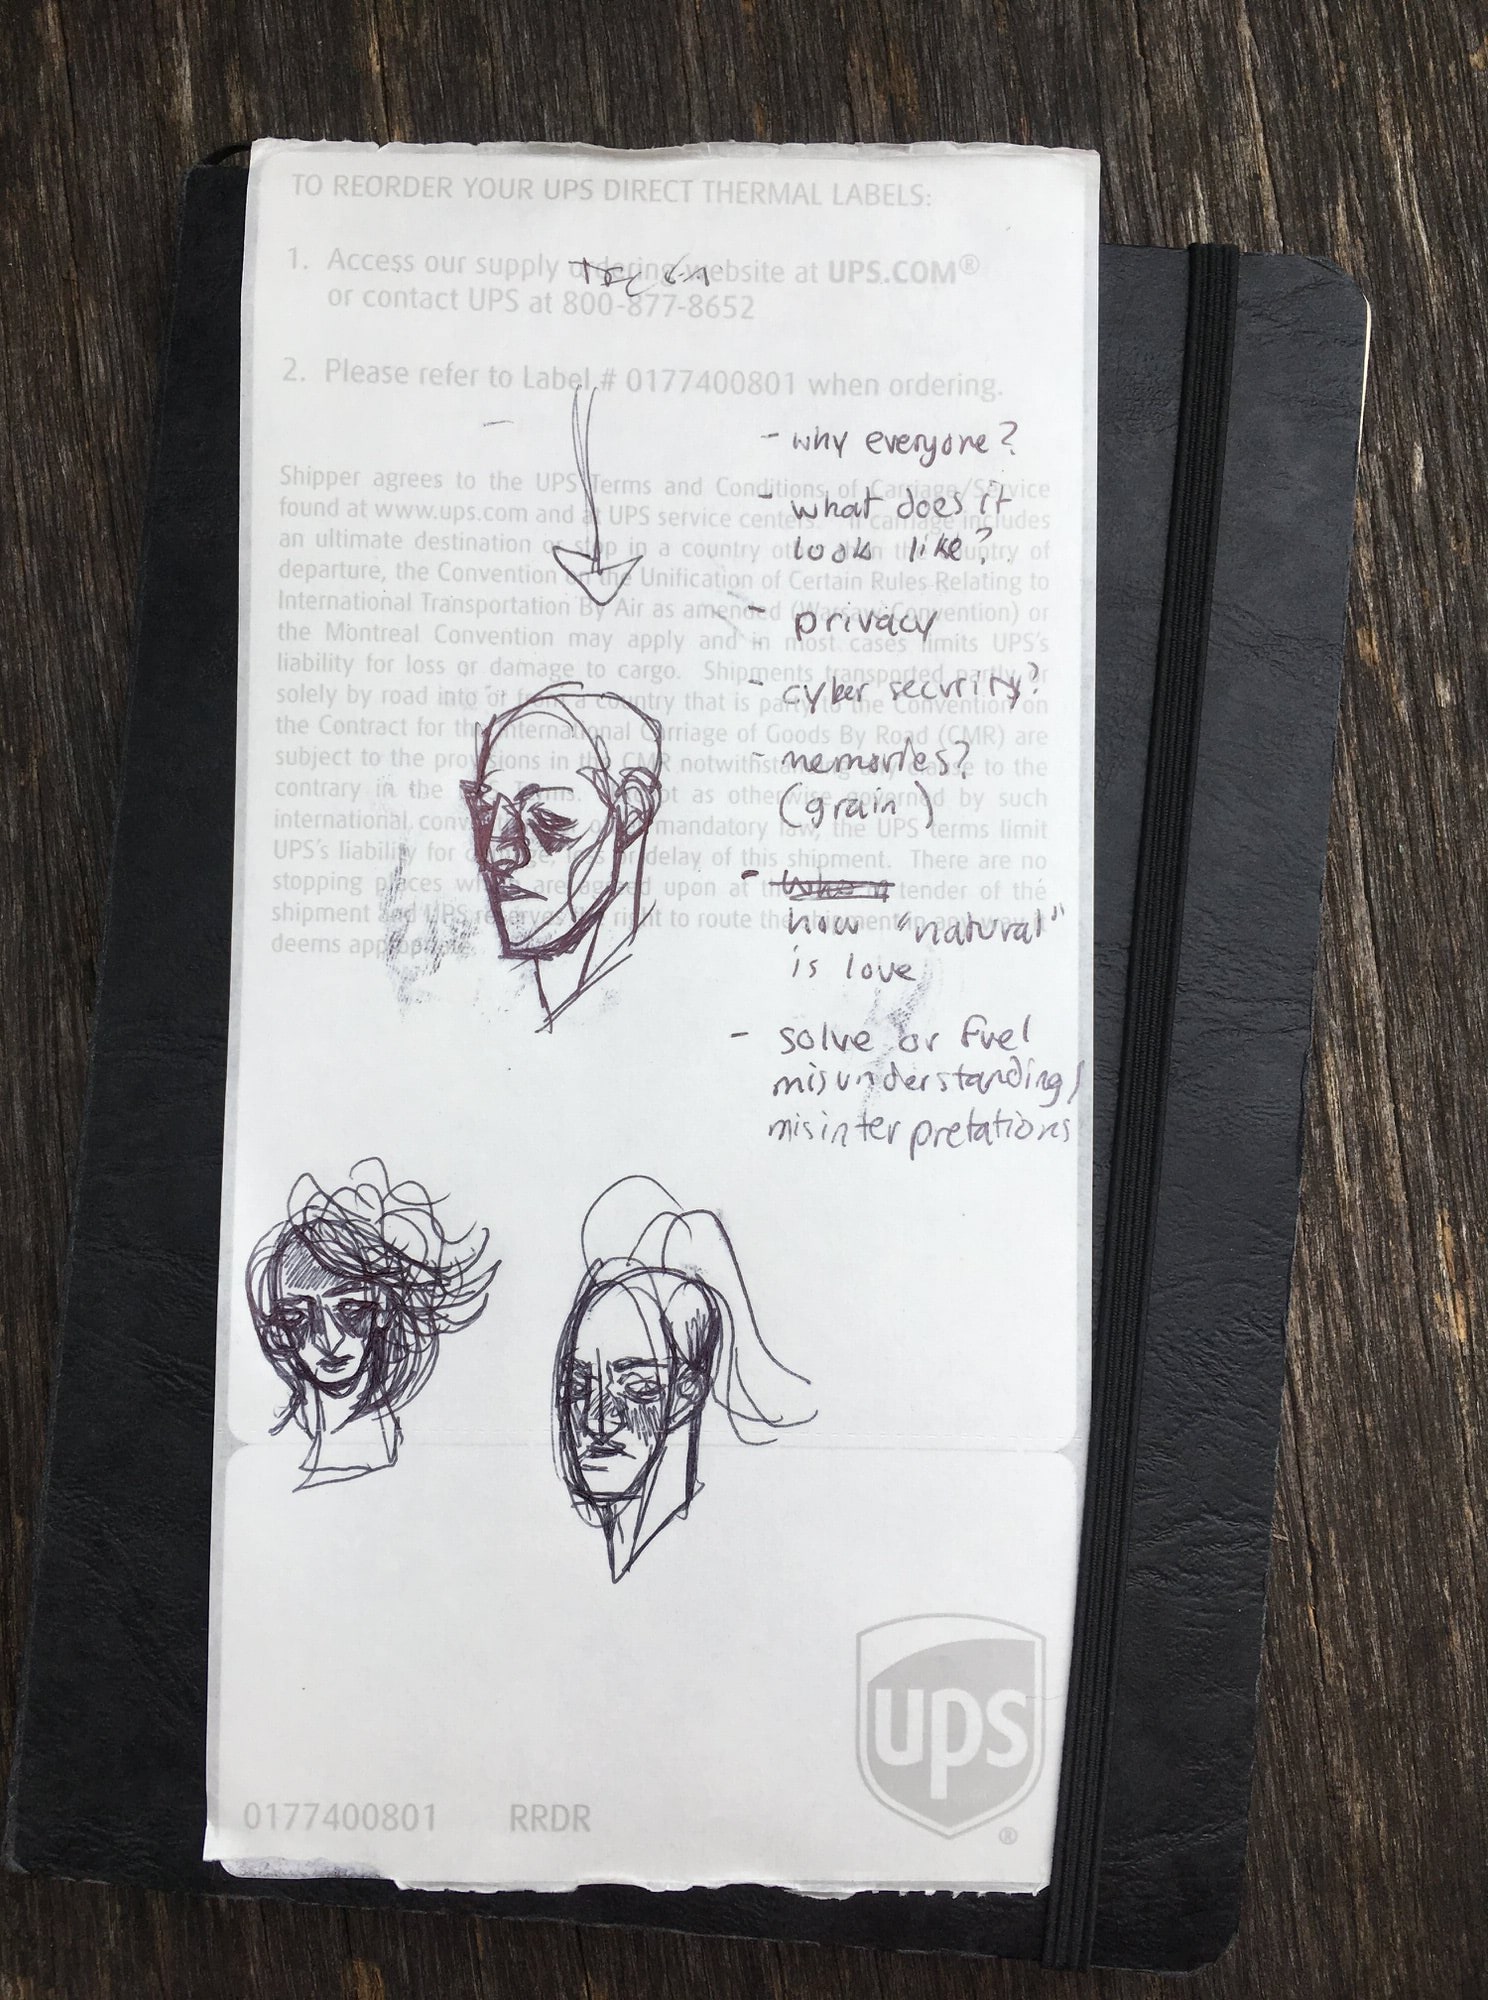 TO REORDER YOUR UPS DIRECT THERMAL LABELS:
1. Access our supply ordering website at UPS.COM®
or contact UPS at 800-877-8652
2. Please refer to Label # 0177400801 when ordering.
Shipper agrees to the UPS Terms and Conditions of Carriage/Service
found at www.ups.com and at UPS service centers. If carriage includes
an ultimate destination or stop in a country other than the country of
departure, the Convention on the Unification of Certain Rules Relating to
International Transportation By Air as amended (Warsaw Convention) or
the Montreal Convention may apply and in most cases limits UPS's
liability for loss or damage to cargo. Shipments transported partly or
solely by road into or from a country that is party to the Convention on
the Contract for the International Carriage of Goods By Road (CMR) are
subject to the provisions in the CMR notwithstanding any clause to the
contrary in the Terms. as otherwise governed by such
international mandatory law, the UPS terms limit
UPS's liability for or delay of this shipment. There are no
stopping places which are agreed upon at the tender of the
shipment and UPS reserves the right to route the shipment in any way it
deems appropriate.
- why everyone?
- what does it
look like?
- privacy
- cyber security?
- memories?
(grain)
-
how "natural"
is love
- solve or fuel
misunderstanding/
misinterpretations
ups
®
0177400801 RRDR